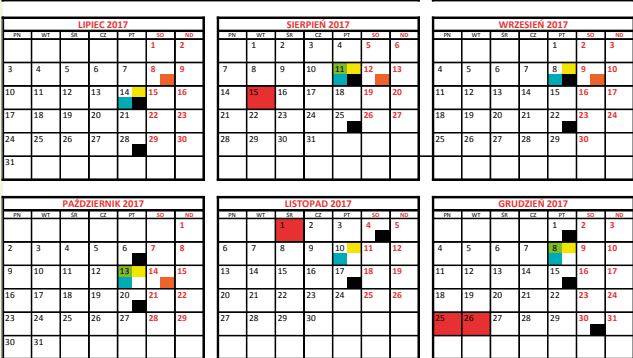 LIPIEC 2017
PN WT ŚR CZ PT SO ND
1 2
3 4 5 6 7 8 9
10 11 12 13 14 15 16
17 18 19 20 21 22 23
24 25 26 27 28 29 30
31
SIERPIEŃ 2017
PN WT ŚR CZ PT SO ND
1 2 3 4 5 6
7 8 9 10 11 12 13
14 15 16 17 18 19 20
21 22 23 24 25 26 27
28 29 30 31
WRZESIEŃ 2017
PN WT ŚR CZ PT SO ND
1 2 3
4 5 6 7 8 9 10
11 12 13 14 15 16 17
18 19 20 21 22 23 24
25 26 27 28 29 30
PAŹDZIERNIK 2017
PN WT ŚR CZ PT SO ND
1
2 3 4 5 6 7 8
9 10 11 12 13 14 15
16 17 18 19 20 21 22
23 24 25 26 27 28 29
30 31
LISTOPAD 2017
PN WT ŚR CZ PT SO ND
1 2 3 4 5
6 7 8 9 10 11 12
13 14 15 16 17 18 19
20 21 22 23 24 25 26
27 28 29 30
GRUDZIEŃ 2017
PN WT ŚR CZ PT SO ND
1 2 3
4 5 6 7 8 9 10
11 12 13 14 15 16 17
18 19 20 21 22 23 24
25 26 27 28 29 30 31